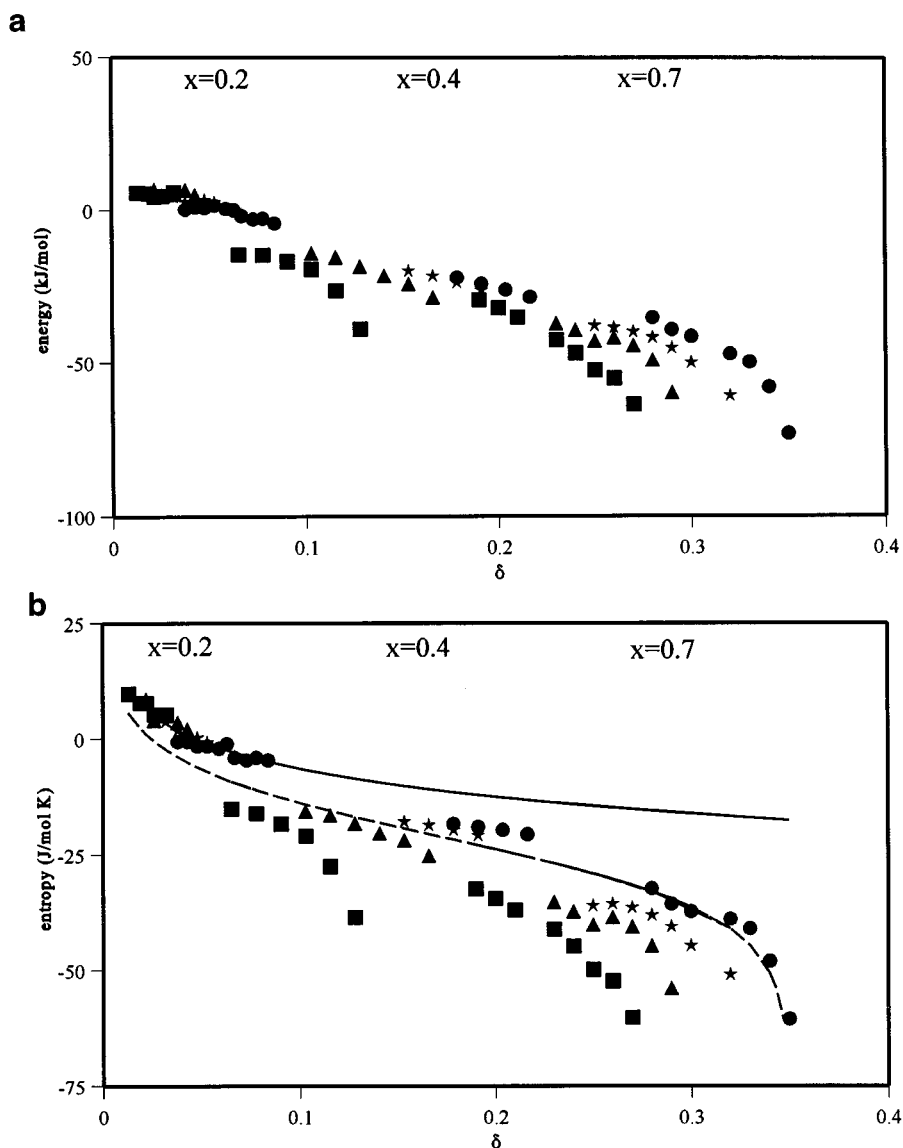 a
50
x=0.2 x=0.4 x=0.7
0
energy (kJ/mol)
-50
-100
0 0.1 0.2 0.3 0.4
δ
b
25
x=0.2 x=0.4 x=0.7
0
entropy (J/mol K)
-25
-50
-75
0 0.1 0.2 0.3 0.4
δ